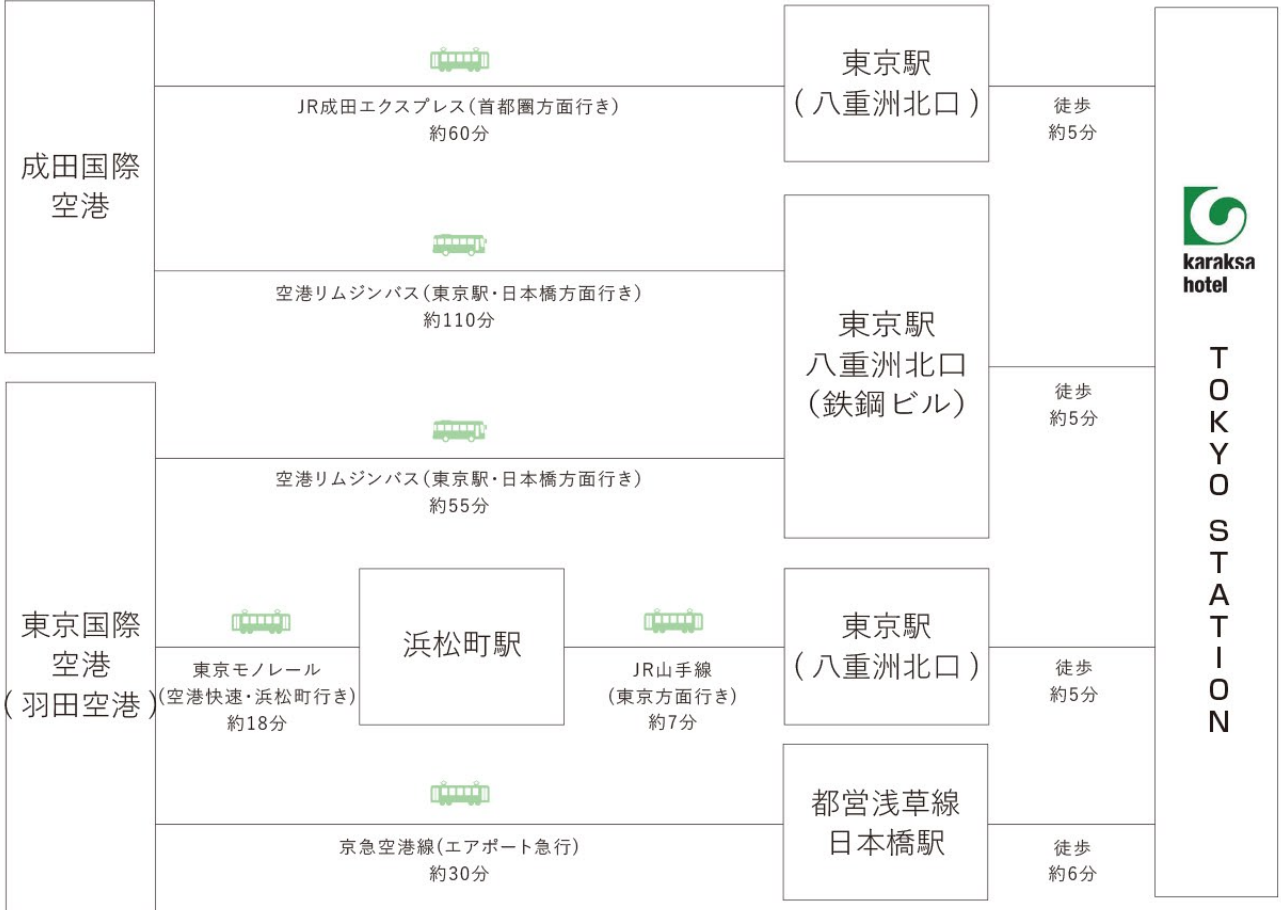 成田国際
空港
JR成田エクスプレス(首都圏方面行き)
約60分
東京駅
(八重洲北口)
徒歩
約5分
空港リムジンバス(東京駅・日本橋方面行き)
約110分
東京駅
八重洲北口
(鉄鋼ビル)
徒歩
約5分
東京国際
空港
(羽田空港)
空港リムジンバス(東京駅・日本橋方面行き)
約55分
東京モノレール
(空港快速・浜松町行き)
約18分
浜松町駅
JR山手線
(東京方面行き)
約7分
東京駅
(八重洲北口)
徒歩
約5分
京急空港線(エアポート急行)
約30分
都営浅草線
日本橋駅
徒歩
約6分
karaksa
hotel
TOKYO STATION